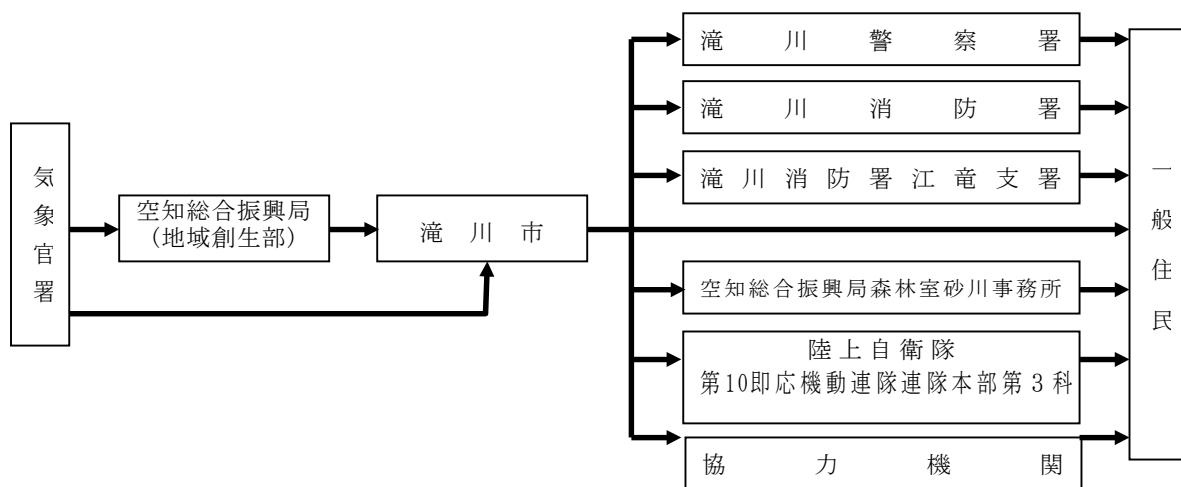 気象官署
空知総合振興局
（地域創生部）
滝川市
滝川警察署
滝川消防署
滝川消防署江竜支署
空知総合振興局森林室砂川事務所
陸上自衛隊
第10即応機動連隊連隊本部第３科
協力機関
一般住民